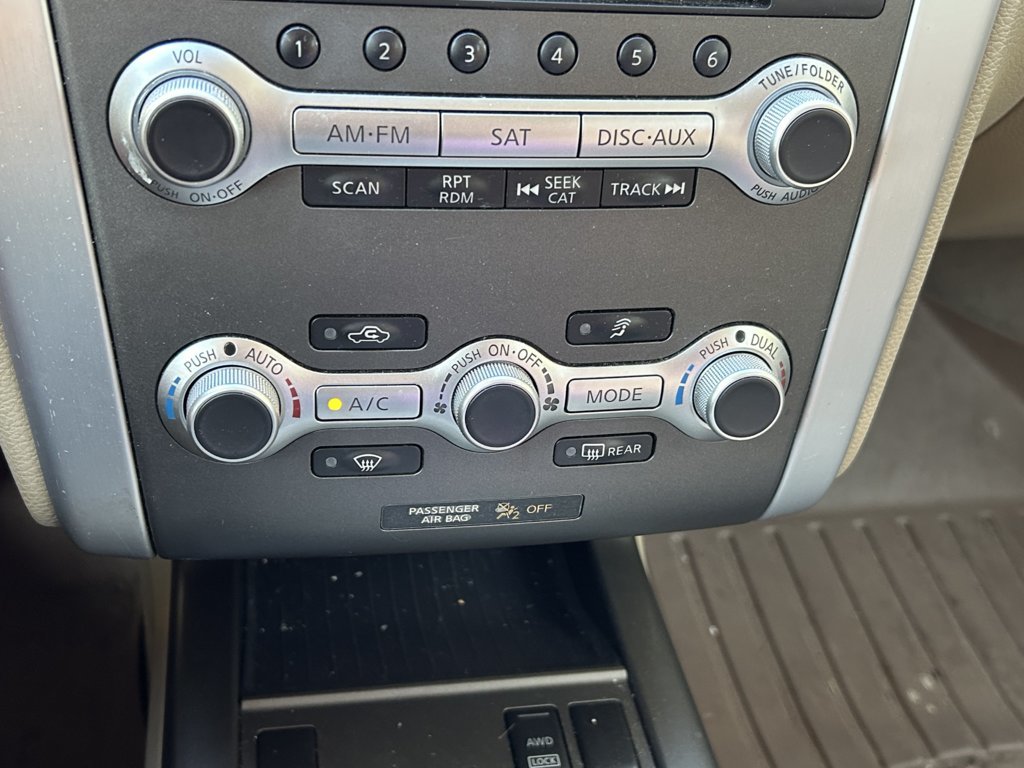 1 2 3 4 5 6
VOL
TUNE/FOLDER
AM·FM SAT DISC·AUX
PUSH ON·OFF
PUSH AUDIO
SCAN
RPT
RDM
SEEK
CAT
TRACK
PUSH AUTO
PUSH ON·OFF
PUSH DUAL
A/C
MODE
REAR
PASSENGER
AIR BAG
2 OFF
AWD
LOCK